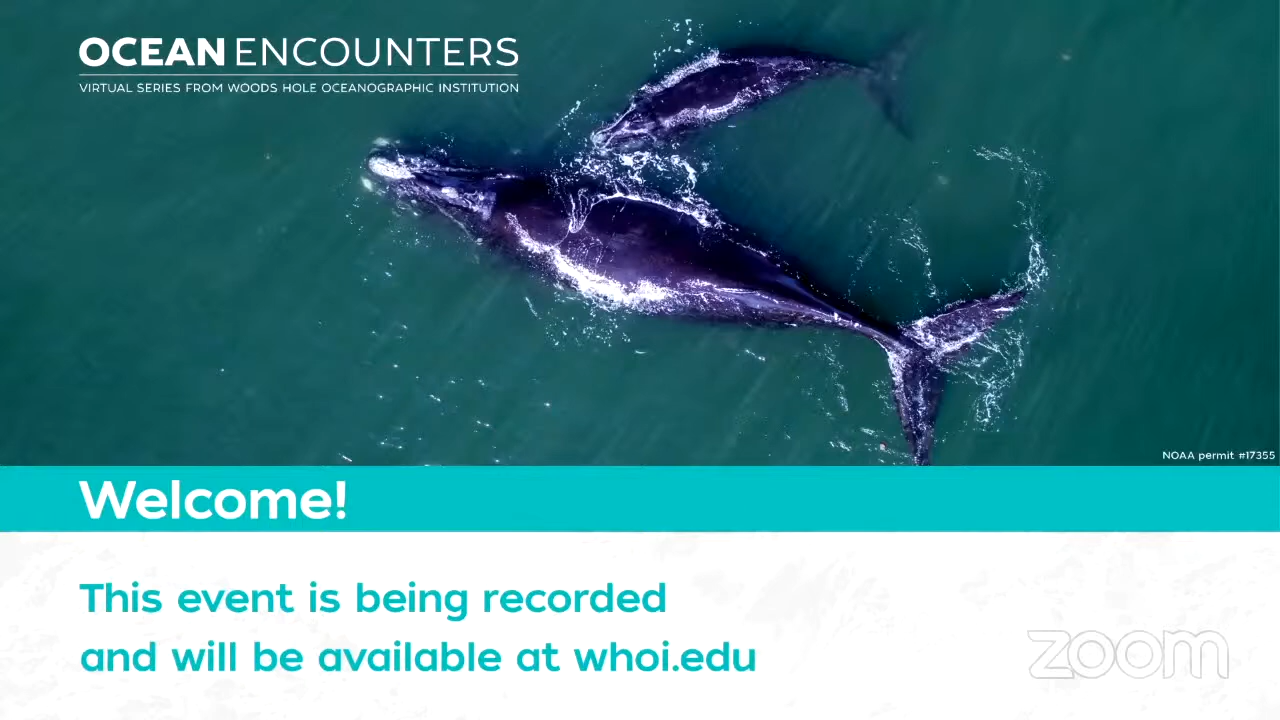 OCEAN ENCOUNTERS
VIRTUAL SERIES FROM WOODS HOLE OCEANOGRAPHIC INSTITUTION
NOAA permit #17355
Welcome!
This event is being recorded
and will be available at whoi.edu
zoom